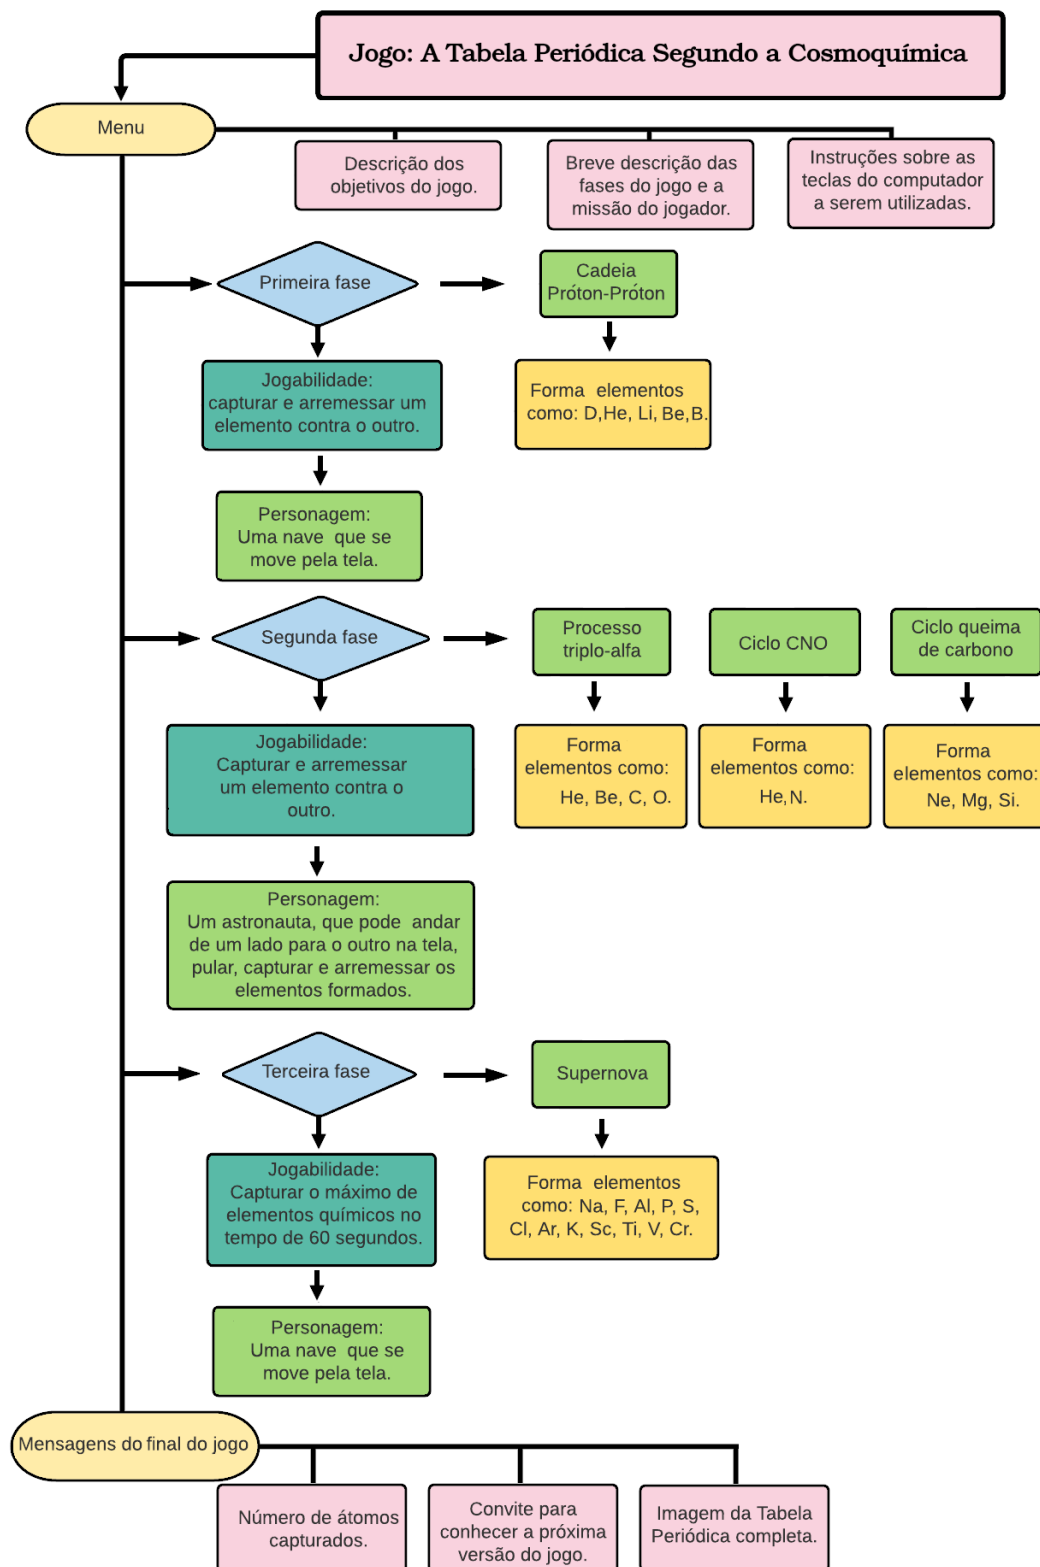 Jogo: A Tabela Periódica Segundo a Cosmoquímica
Menu
Descrição dos
objetivos do jogo.
Breve descrição das
fases do jogo e a
missão do jogador.
Instruções sobre as
teclas do computador
a serem utilizadas.
Primeira fase
Cadeia
Próton-Próton
Jogabilidade:
capturar e arremessar um
elemento contra o outro.
Forma elementos
como: D,He, Li, Be,B.
Personagem:
Uma nave que se
move pela tela.
Segunda fase
Processo
triplo-alfa
Ciclo CNO
Ciclo queima
de carbono
Jogabilidade:
Capturar e arremessar
um elemento contra o
outro.
Forma
elementos como:
He, Be, C, O.
Forma
elementos como:
He,N.
Forma
elementos como:
Ne, Mg, Si.
Personagem:
Um astronauta, que pode andar
de um lado para o outro na tela,
pular, capturar e arremessar os
elementos formados.
Terceira fase
Supernova
Jogabilidade:
Capturar o máximo de
elementos químicos no
tempo de 60 segundos.
Forma elementos
como: Na, F, Al, P, S,
Cl, Ar, K, Sc, Ti, V, Cr.
Personagem:
Uma nave que se
move pela tela.
Mensagens do final do jogo
Número de átomos
capturados.
Convite para
conhecer a próxima
versão do jogo.
Imagem da Tabela
Periódica completa.